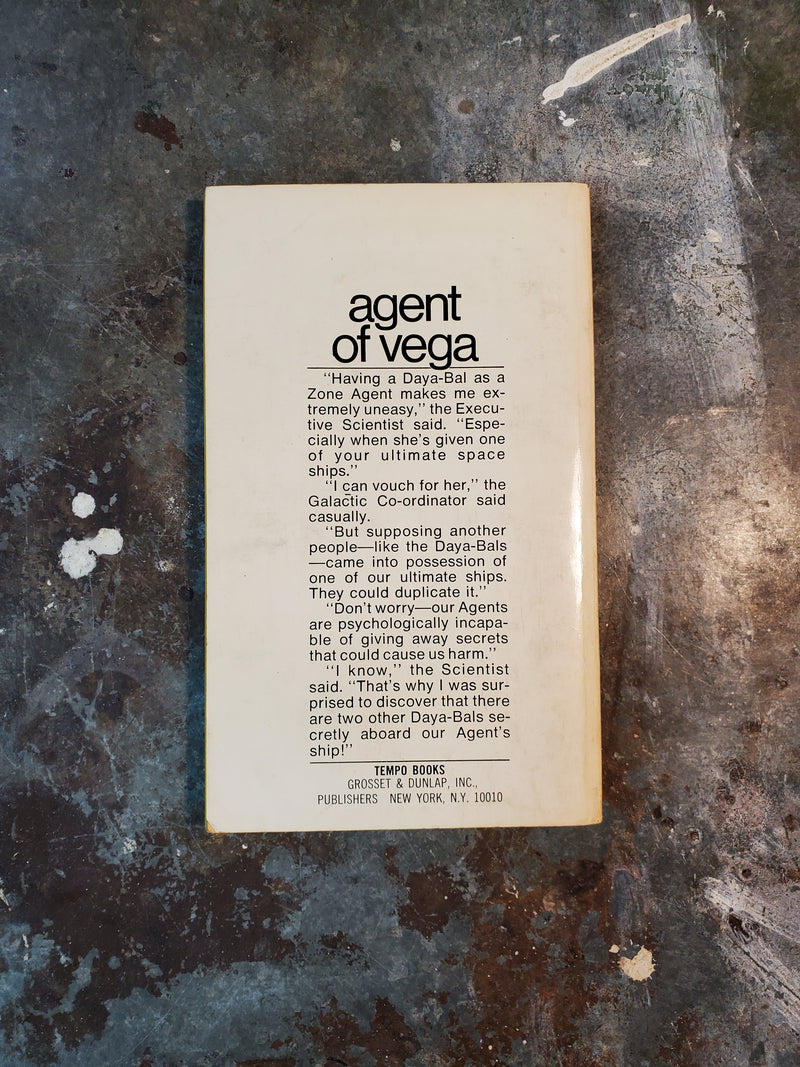 agent
of vega
“Having a Daya-Bal as a
Zone Agent makes me ex-
tremely uneasy,” the Execu-
tive Scientist said. “Espe-
cially when she’s given one
of your ultimate space
ships.”
“I can vouch for her,” the
Galactic Co-ordinator said
casually.
“But supposing another
people—like the Daya-Bals
—came into possession of
one of our ultimate ships.
They could duplicate it.”
“Don’t worry—our Agents
are psychologically incapa-
ble of giving away secrets
that could cause us harm.”
“I know,” the Scientist
said. “That’s why I was sur-
prised to discover that there
are two other Daya-Bals se-
cretly aboard our Agent’s
ship!”
TEMPO BOOKS
GROSSET & DUNLAP, INC.,
PUBLISHERS NEW YORK, N.Y. 10010